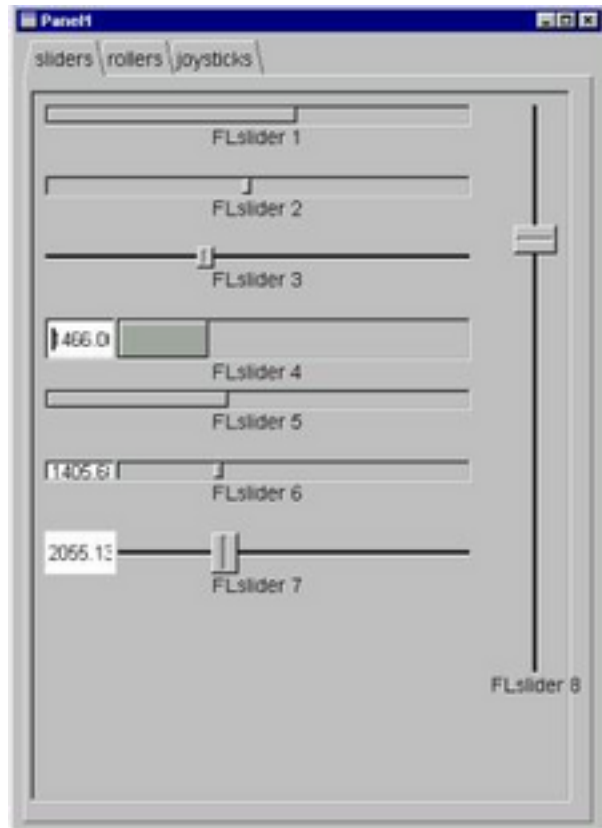 Panel1
sliders rollers joysticks
FLslider 1
FLslider 2
FLslider 3
1466.0
FLslider 4
FLslider 5
1405.6
FLslider 6
2055.13
FLslider 7
FLslider 8